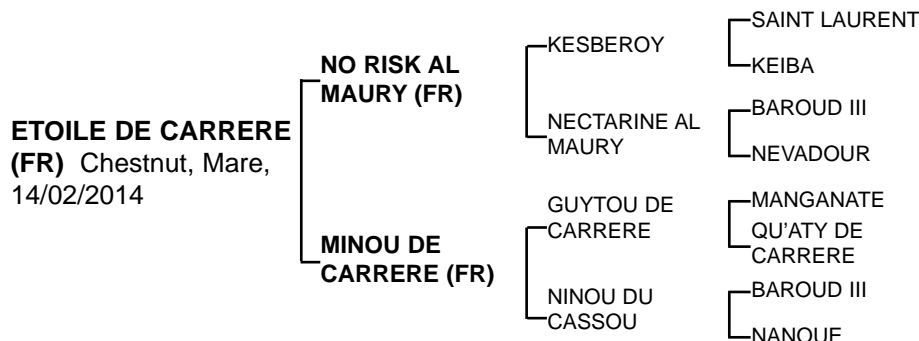 ETOILE DE CARRERE
(FR) Chestnut, Mare,
14/02/2014
NO RISK AL
MAURY (FR)
MINOU DE
CARRERE (FR)
KESBEROY
NECTARINE AL
MAURY
GUYTOU DE
CARRERE
NINOU DU
CASSOU
SAINT LAURENT
KEIBA
BAROUD III
NEVADOUR
MANGANATE
QU'ATY DE
CARRERE
BAROUD III